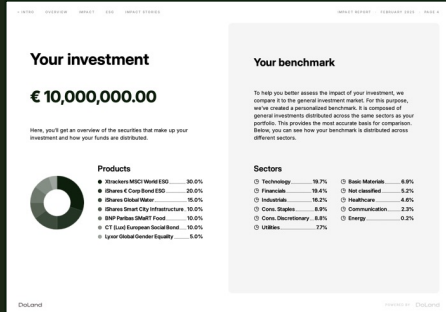 < INTRO OVERVIEW IMPACT ESG IMPACT STORIES
IMPACT REPORT - FEBRUARY 2022 - PAGE 4
Your investment
€ 10,000,000.00
Here, you'll get an overview of the securities that make up your
investment and how your funds are distributed.
Products
Xtrackers MSCI World ESG 30.0%
iShares € Corp Bond ESG 20.0%
iShares Global Water 15.0%
iShares Smart City Infrastructure 10.0%
BNP Paribas SMaRT Food 10.0%
CT (Lux) European Social Bond 10.0%
Lyxor Global Gender Equality 5.0%
Your benchmark
To help you better assess the impact of your investment, we
compare it to the general investment market. For this purpose,
we've created a personalized benchmark. It is composed of
general investments distributed across the same sectors as your
portfolio. This provides the most accurate basis for comparison.
Below, you can see how your benchmark is distributed across
different sectors.
Sectors
Technology 19.7%
Financials 19.4%
Industrials 16.2%
Cons. Staples 8.9%
Cons. Discretionary 8.8%
Utilities 7.7%
Basic Materials 6.9%
Not classified 5.2%
Healthcare 4.6%
Communication 2.3%
Energy 0.2%
DoLand
POWERED BY DoLand